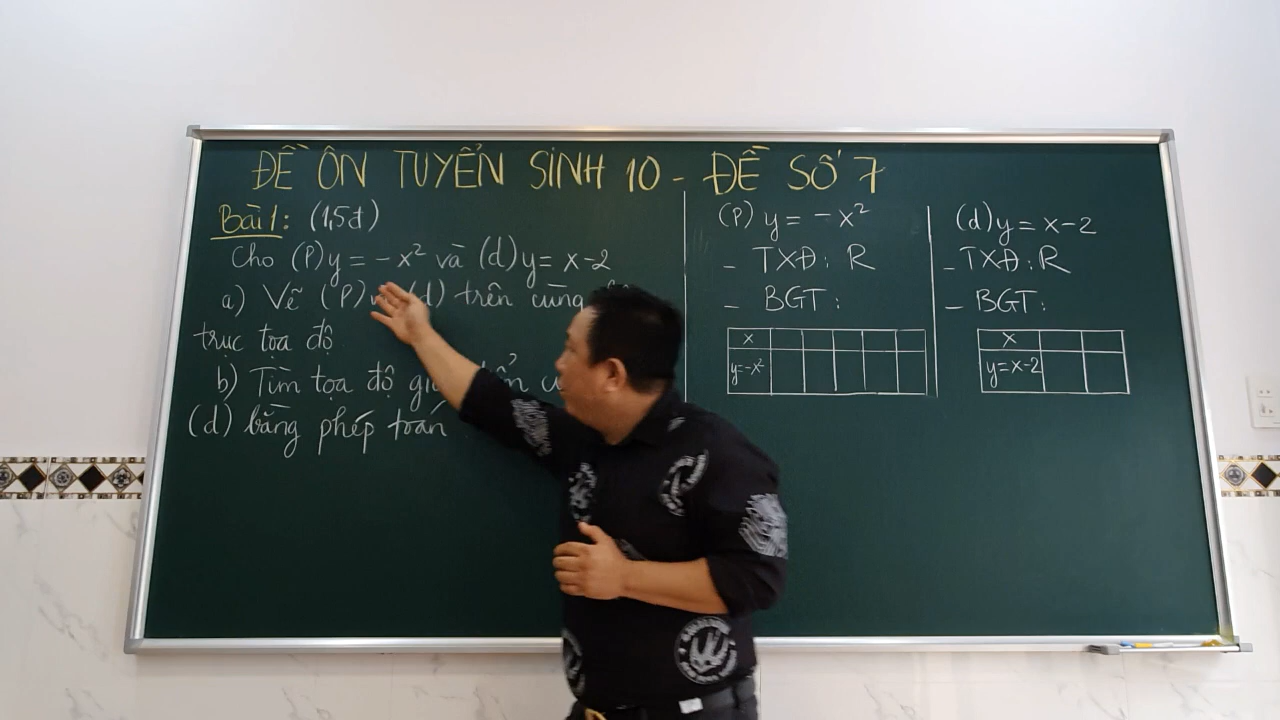 ĐỀ ÔN TUYỂN SINH 10 - ĐỀ SỐ 7
Bài 1: (1,5đ)
Cho (P) y = -x² và (d) y = x-2
a) Vẽ (P) (d) trên cùng
trục tọa độ
b) Tìm tọa độ
(d) bằng phép toán
(P) y = -x²
- TXĐ: R
- BGT:
x
y=-x²
(d) y = x-2
- TXĐ: R
- BGT:
x
y=x-2